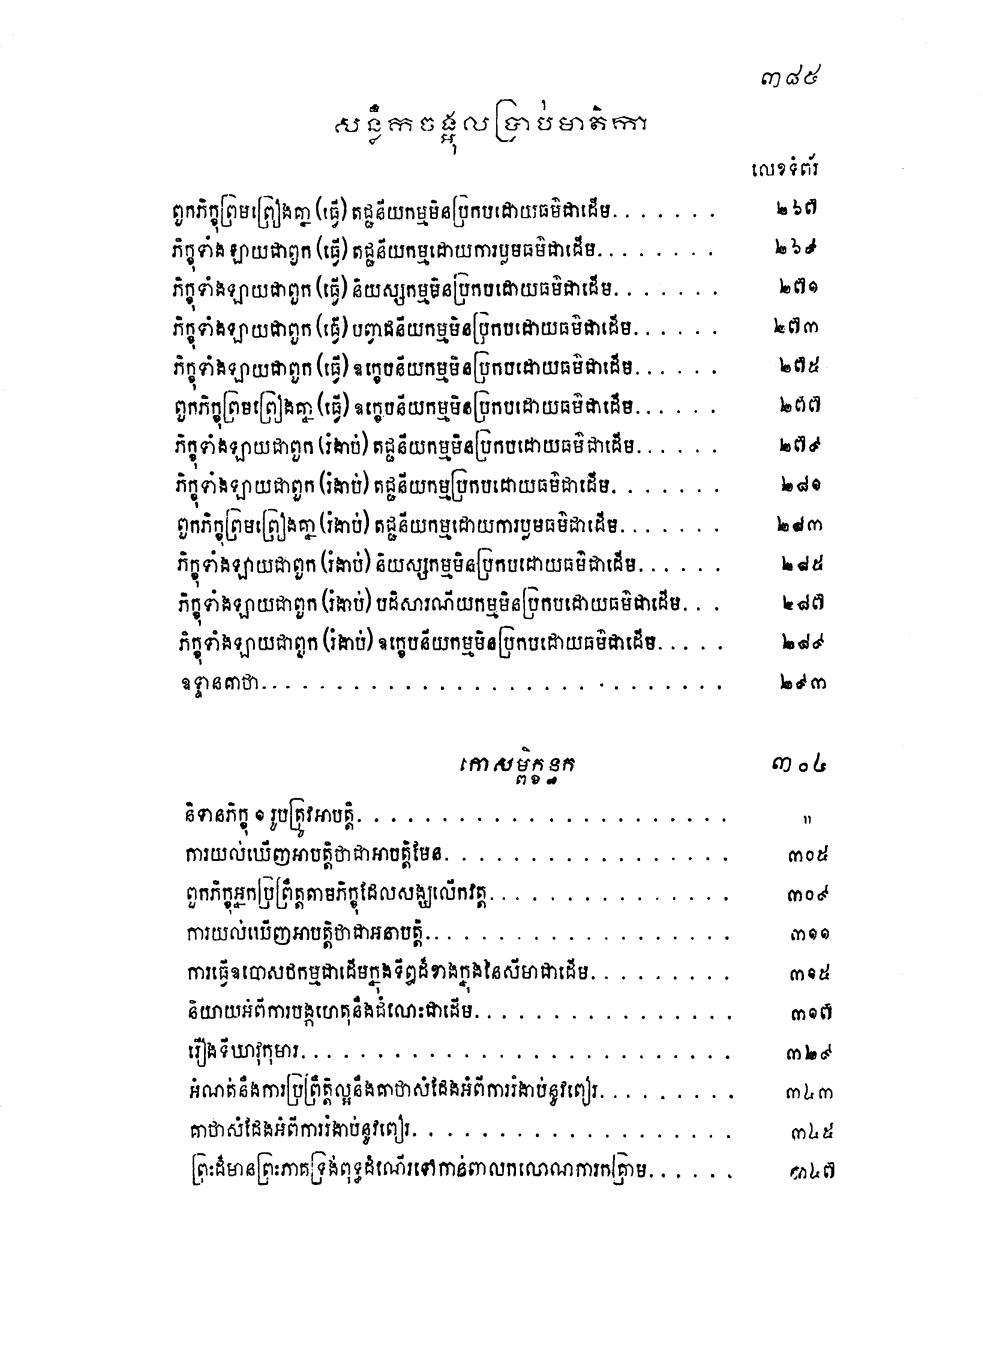 ៣៨៥
សន្លឹកចង្អុលប្រាប់មាតិកា
លេខទំព័រ
ពួកភិក្ខុព្រមព្រៀងគ្នា (ធ្វើ) តជ្ជនីយកម្មមិនប្រកបដោយធម៌ជាដើម. . . . . . . ២៦៧
ភិក្ខុទាំងឡាយជាពួក (ធ្វើ) តជ្ជនីយកម្មដោយការប្លមធម៌ជាដើម. . . . . . . . ២៦៩
ភិក្ខុទាំងឡាយជាពួក (ធ្វើ) និយស្សកម្មមិនប្រកបដោយធម៌ជាដើម. . . . . . . ២៧១
ភិក្ខុទាំងឡាយជាពួក (ធ្វើ) បព្វាជនីយកម្មមិនប្រកបដោយធម៌ជាដើម. . . . . . ២៧៣
ភិក្ខុទាំងឡាយជាពួក (ធ្វើ) ឧក្ខេបនីយកម្មមិនប្រកបដោយធម៌ជាដើម. . . . . . ២៧៥
ពួកភិក្ខុព្រមព្រៀងគ្នា (ធ្វើ) ឧក្ខេបនីយកម្មមិនប្រកបដោយធម៌ជាដើម. . . . . . ២៧៧
ភិក្ខុទាំងឡាយជាពួក (រំងាប់) តជ្ជនីយកម្មមិនប្រកបដោយធម៌ជាដើម. . . . . . ២៧៩
ភិក្ខុទាំងឡាយជាពួក (រំងាប់) តជ្ជនីយកម្មប្រកបដោយធម៌ជាដើម. . . . . . . ២៨១
ពួកភិក្ខុព្រមព្រៀងគ្នា (រំងាប់) តជ្ជនីយកម្មដោយការប្លមធម៌ជាដើម. . . . . . . ២៨៣
ភិក្ខុទាំងឡាយជាពួក (រំងាប់) និយស្សកម្មមិនប្រកបដោយធម៌ជាដើម. . . . . . ២៨៥
ភិក្ខុទាំងឡាយជាពួក (រំងាប់) បដិសារណីយកម្មមិនប្រកបដោយធម៌ជាដើម. . . ២៨៧
ភិក្ខុទាំងឡាយជាពួក (រំងាប់) ឧក្ខេបនីយកម្មមិនប្រកបដោយធម៌ជាដើម. . . . . ២៨៩
ឧទ្ទានគាថា. . . . . . . . . . . . . . . . . . . . . . . . ២៩៣
កោសម្ពិក្ខន្ធក ៣០៤
និទានភិក្ខុ ១ រូបត្រូវអាបត្តិ. . . . . . . . . . . . . . . . . . . . . . . "
ការយល់ឃើញអាបត្តិថាជាអាបត្តិមែន. . . . . . . . . . . . . . . . . ៣០៥
ពួកភិក្ខុអ្នកប្រព្រឹត្តតាមភិក្ខុដែលសង្ឃលើកវត្ត. . . . . . . . . . . . . . . ៣០៩
ការយល់ឃើញអាបត្តិថាជាអនាបត្តិ. . . . . . . . . . . . . . . . . . ៣១១
ការធ្វើឧបោសថកម្មជាដើមក្នុងទីឰដ៏ខាងក្នុងនៃសីមាជាដើម. . . . . . . . . ៣១៥
និយាយអំពីការបង្កហេតុនឹងដំណេះជាដើម. . . . . . . . . . . . . . . . ៣១៧
រឿងទីឃាវុកុមារ. . . . . . . . . . . . . . . . . . . . . . . . . ៣២៩
អំណត់នឹងការប្រព្រឹត្តិល្អនឹងគាថាសំដែងអំពីការរំងាប់នូវពៀរ. . . . . . . . . ៣៤៣
គាថាសំដែងអំពីការរំងាប់នូវពៀរ. . . . . . . . . . . . . . . . . . . ៣៤៥
ព្រះដ៏មានព្រះភាគទ្រង់ពុទ្ធដំណើរទៅកាន់ពាលកលោណការកគ្រាម. . . . . . ៣៤៧